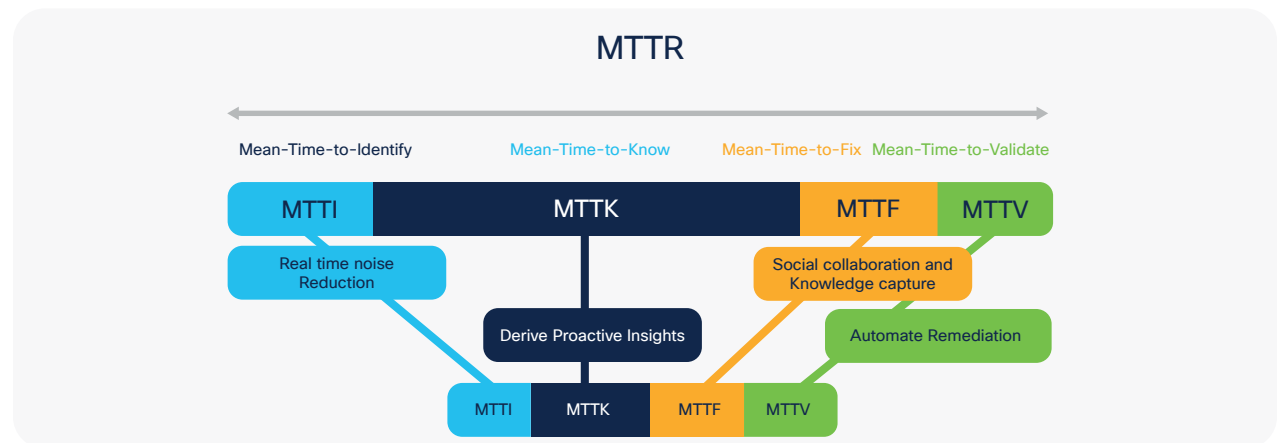 MTTR
Mean-Time-to-Identify
Mean-Time-to-Know
Mean-Time-to-Fix
Mean-Time-to-Validate
MTTI
MTTK
MTTF
MTTV
Real time noise
Reduction
Social collaboration and
Knowledge capture
Derive Proactive Insights
Automate Remediation
MTTI
MTTK
MTTF
MTTV